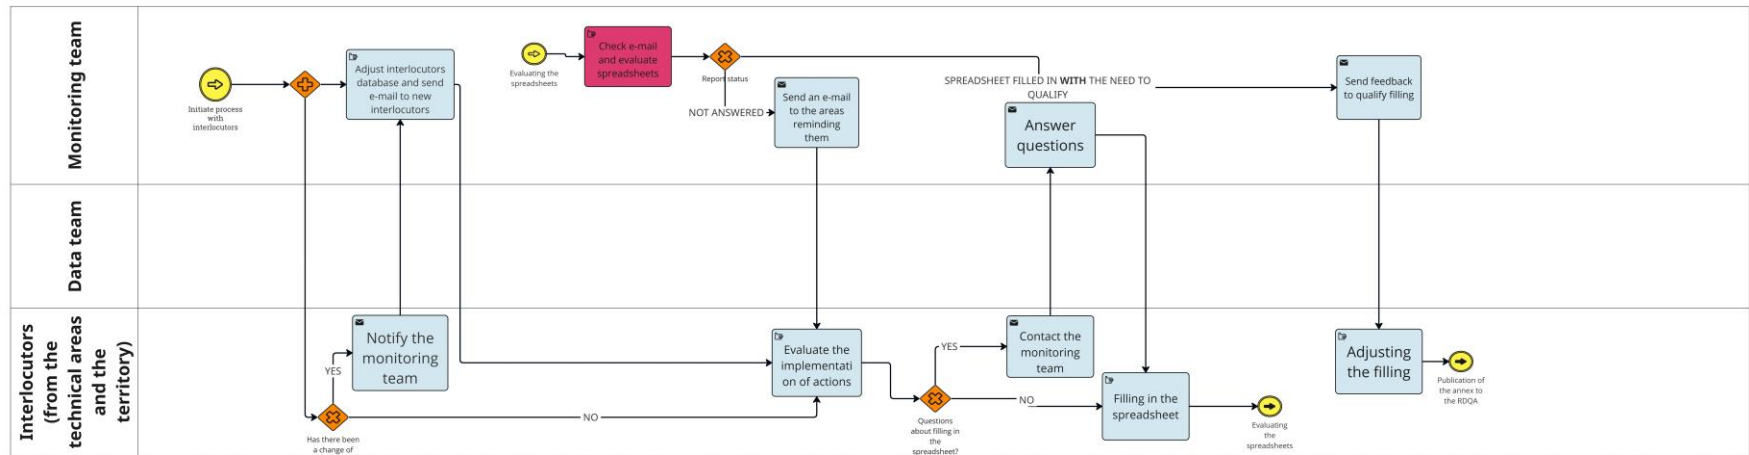 Monitoring team
Initiate process
with
interlocutors
Adjust interlocutors
database and send
e-mail to new
interlocutors
Evaluating the
spreadsheets
Check e-mail
and evaluate
spreadsheets
Report status
NOT ANSWERED
Send an e-mail
to the areas
reminding
them
SPREADSHEET FILLED IN WITH THE NEED TO
QUALIFY
Answer
questions
Send feedback
to qualify filling
Data team
Interlocutors
(from the
technical areas
and the
territory)
Notify the
monitoring
team
YES
Has there been
a change of
NO
Evaluate the
implementati
on of actions
Questions
about filling in
the
spreadsheet?
YES
Contact the
monitoring
team
NO
Filling in the
spreadsheet
Evaluating
the
spreadsheets
Adjusting
the filling
Publication of
the annex to
the RDQA